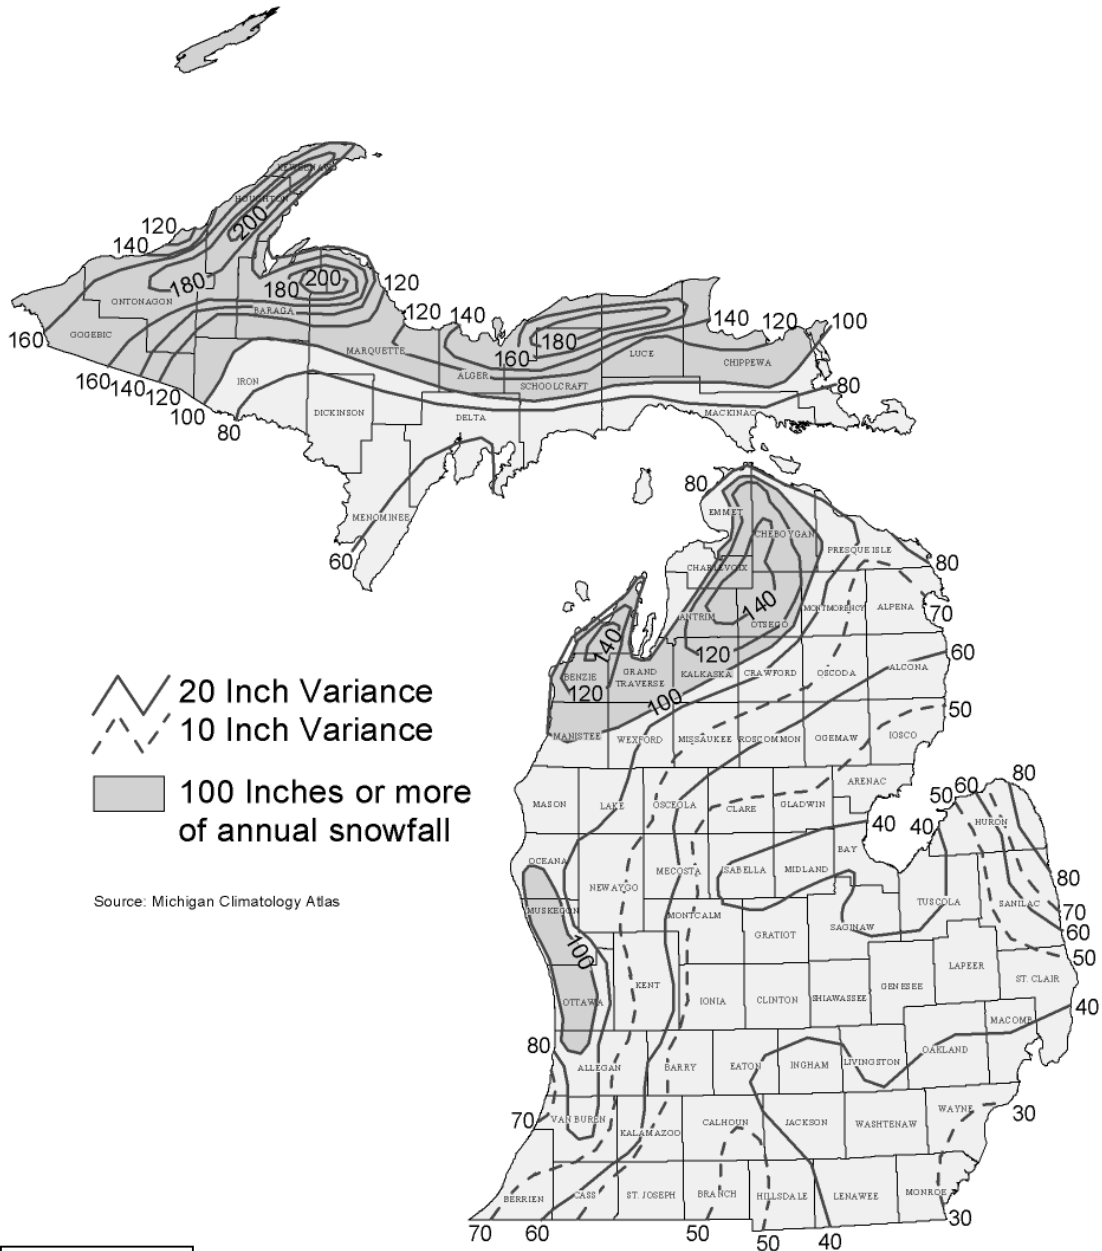 KEWEENAW
HOUGHTON
200
120
140
180
ONTONAGON
180
200
120
BARAGA
GOGEBIC
160
120
140
140
120
100
180
160
MARQUETTE
LUCE
CHIPPEWA
ALGER
SCHOOLCRAFT
160
140
120
100
80
IRON
DICKINSON
DELTA
MACKINAC
80
MENOMINEE
60
80
EMMET
CHEBOYGAN
PRESQUE ISLE
80
CHARLEVOIX
140
ANTRIM
OTSEGO
MONTMORENCY
ALPENA
70
140
120
BENZIE
120
GRAND
TRAVERSE
KALKASKA
CRAWFORD
OSCODA
ALCONA
60
100
50
MANISTEE
WEXFORD
MISSAUKEE
ROSCOMMON
OGEMAW
IOSCO
20 Inch Variance
10 Inch Variance
100 Inches or more
of annual snowfall
Source: Michigan Climatology Atlas
MASON
LAKE
OSCEOLA
CLARE
GLADWIN
ARENAC
40
40
50
60
80
HURON
OCEANA
NEWAYGO
MECOSTA
ISABELLA
MIDLAND
BAY
TUSCOLA
SANILAC
80
70
60
50
MUSKEGON
100
MONTCALM
GRATIOT
SAGINAW
LAPEER
ST. CLAIR
OTTAWA
KENT
IONIA
CLINTON
SHIAWASSEE
GENESEE
MACOMB
40
80
ALLEGAN
BARRY
EATON
INGHAM
LIVINGSTON
OAKLAND
70
VAN BUREN
KALAMAZOO
CALHOUN
JACKSON
WASHTENAW
WAYNE
30
BERRIEN
CASS
ST. JOSEPH
BRANCH
HILLSDALE
LENAWEE
MONROE
30
70
60
50
50
40